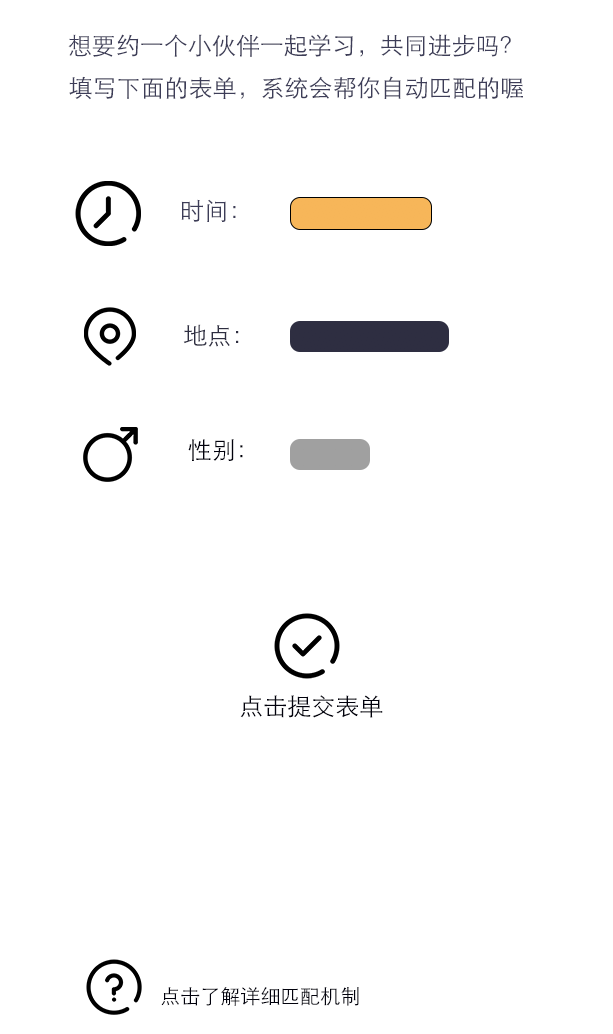 想要约一个小伙伴一起学习，共同进步吗？
填写下面的表单，系统会帮你自动匹配的喔
时间：
地点：
性别：
点击提交表单
点击了解详细匹配机制